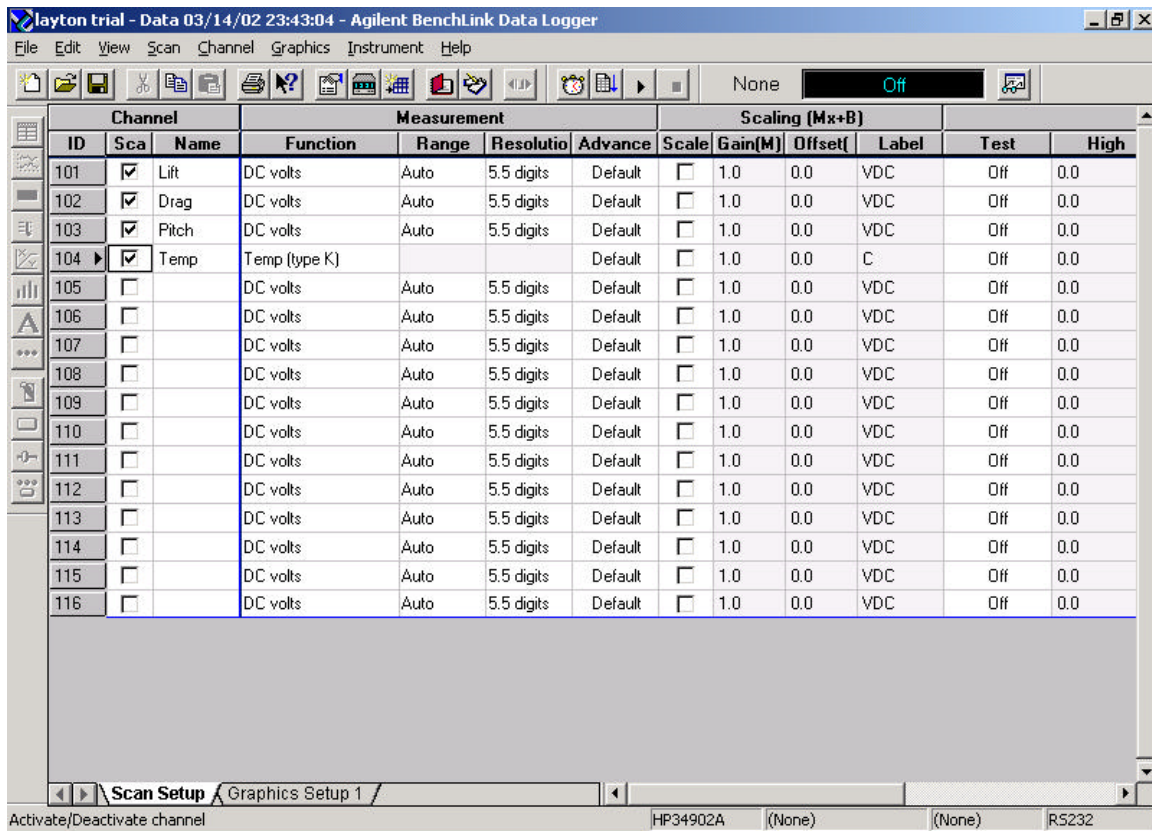 layton trial - Data 03/14/02 23:43:04 - Agilent BenchLink Data Logger
File Edit View Scan Channel Graphics Instrument Help
None Off
Channel Measurement Scaling (Mx+B)
ID Sca Name Function Range Resolutio Advance Scale Gain(M) Offset( Label Test High
101 Lift DC volts Auto 5.5 digits Default 1.0 0.0 VDC Off 0.0
102 Drag DC volts Auto 5.5 digits Default 1.0 0.0 VDC Off 0.0
103 Pitch DC volts Auto 5.5 digits Default 1.0 0.0 VDC Off 0.0
104 Temp Temp (type K) Default 1.0 0.0 C Off 0.0
105 DC volts Auto 5.5 digits Default 1.0 0.0 VDC Off 0.0
106 DC volts Auto 5.5 digits Default 1.0 0.0 VDC Off 0.0
107 DC volts Auto 5.5 digits Default 1.0 0.0 VDC Off 0.0
108 DC volts Auto 5.5 digits Default 1.0 0.0 VDC Off 0.0
109 DC volts Auto 5.5 digits Default 1.0 0.0 VDC Off 0.0
110 DC volts Auto 5.5 digits Default 1.0 0.0 VDC Off 0.0
111 DC volts Auto 5.5 digits Default 1.0 0.0 VDC Off 0.0
112 DC volts Auto 5.5 digits Default 1.0 0.0 VDC Off 0.0
113 DC volts Auto 5.5 digits Default 1.0 0.0 VDC Off 0.0
114 DC volts Auto 5.5 digits Default 1.0 0.0 VDC Off 0.0
115 DC volts Auto 5.5 digits Default 1.0 0.0 VDC Off 0.0
116 DC volts Auto 5.5 digits Default 1.0 0.0 VDC Off 0.0
Scan Setup Graphics Setup 1
Activate/Deactivate channel HP34902A (None) (None) RS232